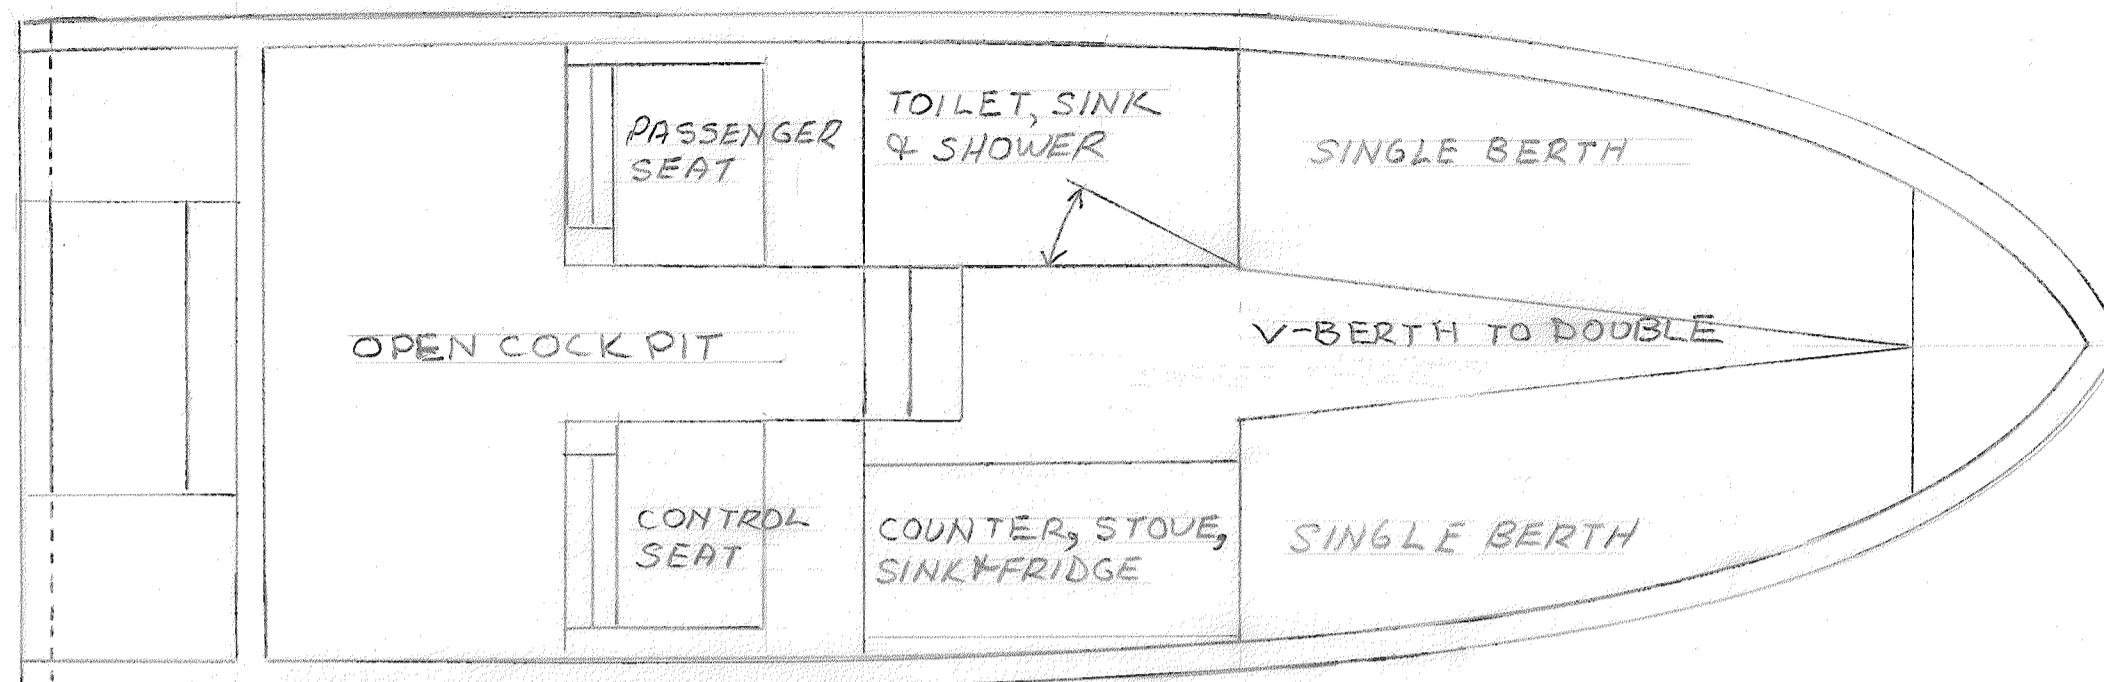 PASSENGER
SEAT
TOILET, SINK
& SHOWER
SINGLE BERTH
OPEN COCKPIT
V-BERTH TO DOUBLE
CONTROL
SEAT
COUNTER, STOVE,
SINK & FRIDGE
SINGLE BERTH